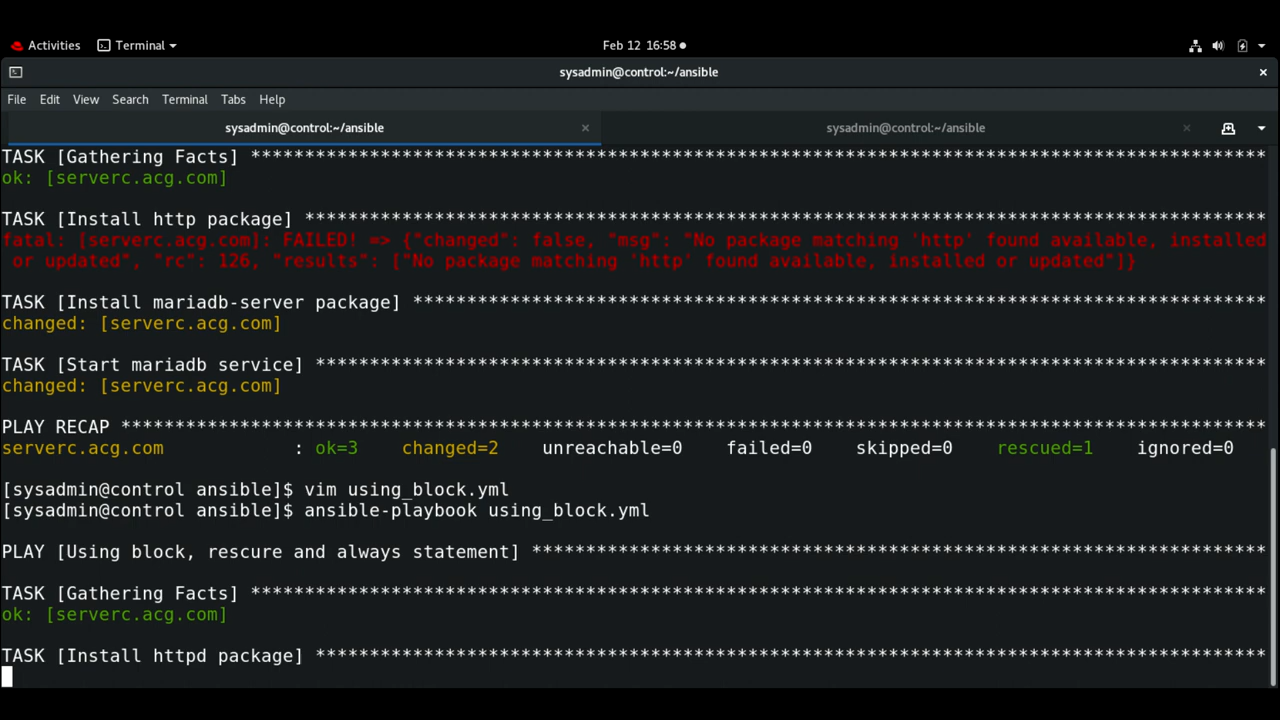 Activities Terminal Feb 12 16:58
sysadmin@control:~/ansible
File Edit View Search Terminal Tabs Help
sysadmin@control:~/ansible sysadmin@control:~/ansible
TASK [Gathering Facts] **********************************************************************************************
ok: [serverc.acg.com]
TASK [Install http package] *****************************************************************************************
fatal: [serverc.acg.com]: FAILED! => {"changed": false, "msg": "No package matching 'http' found available, installed
or updated", "rc": 126, "results": ["No package matching 'http' found available, installed or updated"]}
TASK [Install mariadb-server package] *******************************************************************************
changed: [serverc.acg.com]
TASK [Start mariadb service] ****************************************************************************************
changed: [serverc.acg.com]
PLAY RECAP **********************************************************************************************************
serverc.acg.com : ok=3 changed=2 unreachable=0 failed=0 skipped=0 rescued=1 ignored=0
[sysadmin@control ansible]$ vim using_block.yml
[sysadmin@control ansible]$ ansible-playbook using_block.yml
PLAY [Using block, rescure and always statement] ********************************************************************
TASK [Gathering Facts] **********************************************************************************************
ok: [serverc.acg.com]
TASK [Install httpd package] ****************************************************************************************